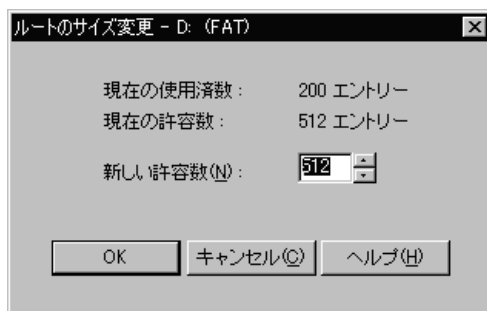 ルートのサイズ変更 - D: (FAT)
現在の使用済数: 200 エントリー
現在の許容数: 512 エントリー
新しい許容数(N): 512
OK キャンセル(C) ヘルプ(H)